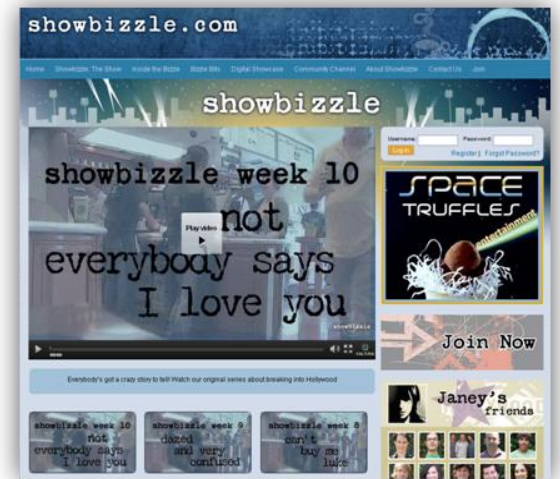 showbizzle.com
Home Showbizzle: The Show Inside the Bizzle Bizzle Bits Digital Showcase Community Channel About Showbizzle Contact Us Join
showbizzle
Username: Password:
Log in Register | Forgot Password?
showbizzle week 10
not
everybody says
I love you
Play video
showbizzle
00:00
SPACE
TRUFFLES
entertainment
Join Now
Everybody's got a crazy story to tell! Watch our original series about breaking into Hollywood
Janey's
friends
showbizzle week 10
not
everybody says
I love you
showbizzle week 9
dazed
and very
confused
showbizzle week 8
can't
buy me
luke